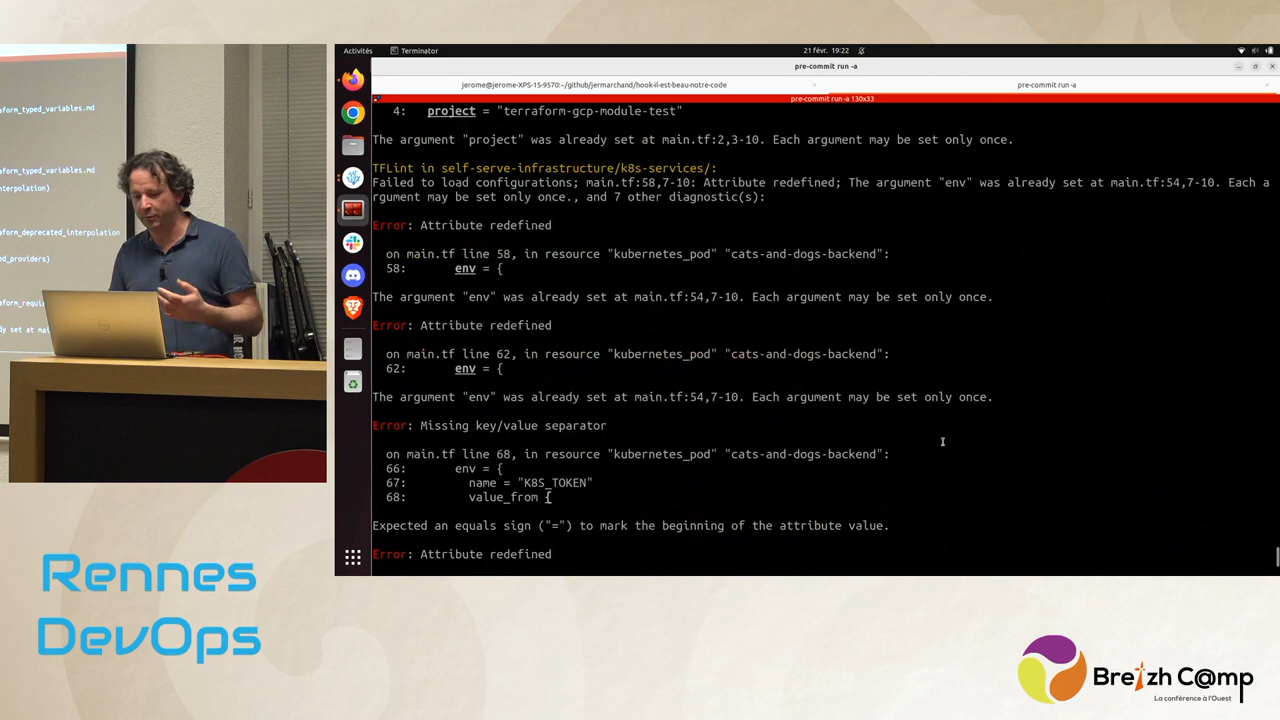 aform_typed_variables.md
aform_typed_variables.md
nterpolation)
aform_deprecated_interpolation
ed_providers)
aform_requi
dy set at mai
Activités
Terminator
21 févr. 19:22
pre-commit run -a
jerome@jerome-XPS-15-9570:~/github/jermarchand/hook-il-est-beau-notre-code
pre-commit run -a
pre-commit run -a 130x33
4: project = "terraform-gcp-module-test"
The argument "project" was already set at main.tf:2,3-10. Each argument may be set only once.
TFLint in self-serve-infrastructure/k8s-services/:
Failed to load configurations; main.tf:58,7-10: Attribute redefined; The argument "env" was already set at main.tf:54,7-10. Each a
rgument may be set only once., and 7 other diagnostic(s):
Error: Attribute redefined
on main.tf line 58, in resource "kubernetes_pod" "cats-and-dogs-backend":
58: env = {
The argument "env" was already set at main.tf:54,7-10. Each argument may be set only once.
Error: Attribute redefined
on main.tf line 62, in resource "kubernetes_pod" "cats-and-dogs-backend":
62: env = {
The argument "env" was already set at main.tf:54,7-10. Each argument may be set only once.
Error: Missing key/value separator
on main.tf line 68, in resource "kubernetes_pod" "cats-and-dogs-backend":
66: env = {
67: name = "K8S_TOKEN"
68: value_from {
Expected an equals sign ("=") to mark the beginning of the attribute value.
Error: Attribute redefined
Rennes
DevOps
Breizh C@mp
La conférence à l'Ouest